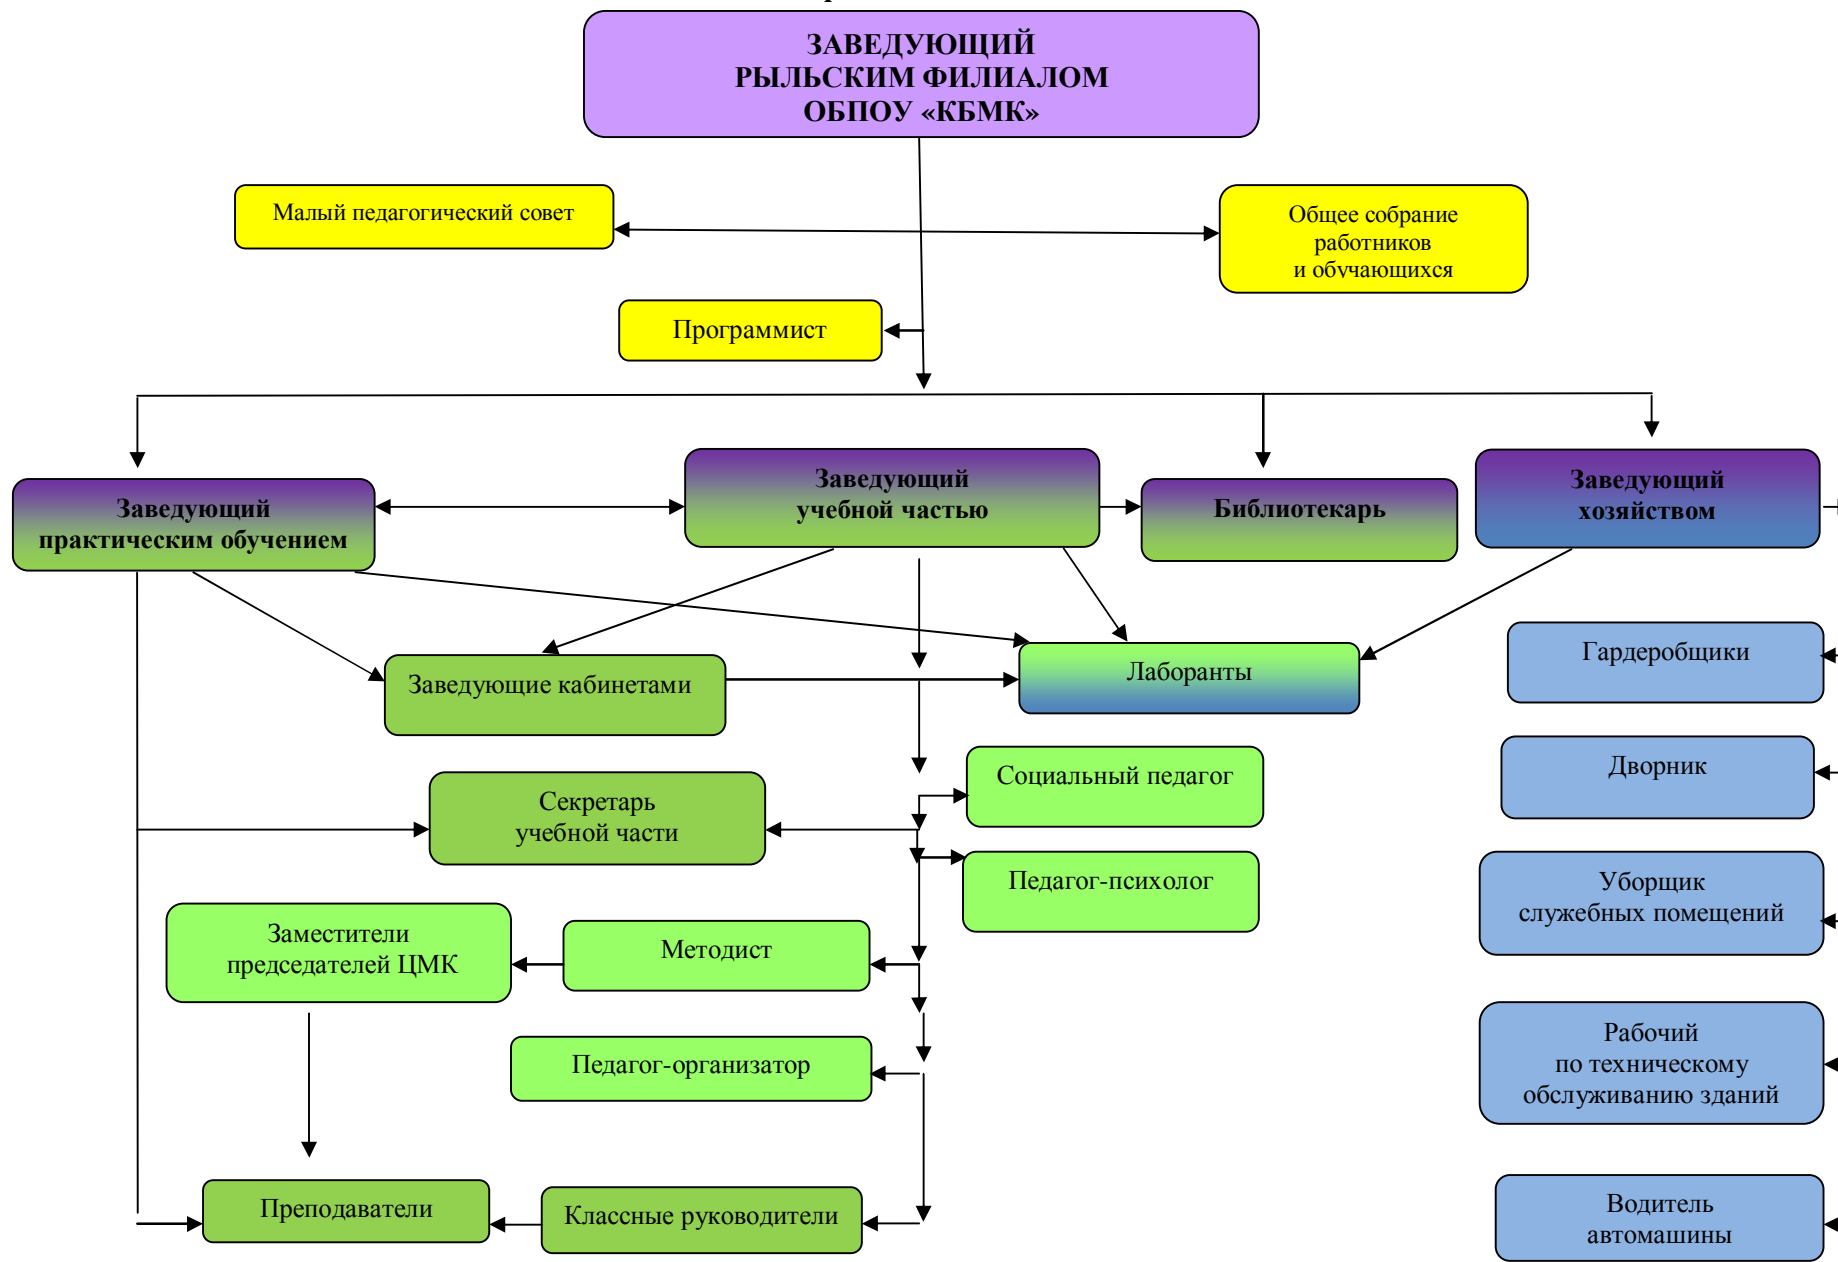 ЗАВЕДУЮЩИЙ
РЫЛЬСКИМ ФИЛИАЛОМ
ОБПОУ «КБМК»
Малый педагогический совет
Общее собрание
работников
и обучающихся
Программист
Заведующий
практическим обучением
Заведующий
учебной частью
Библиотекарь
Заведующий
хозяйством
Заведующие кабинетами
Лаборанты
Гардеробщики
Социальный педагог
Дворник
Секретарь
учебной части
Педагог-психолог
Уборщик
служебных помещений
Заместители
председателей ЦМК
Методист
Педагог-организатор
Рабочий
по техническому
обслуживанию зданий
Преподаватели
Классные руководители
Водитель
автомашины